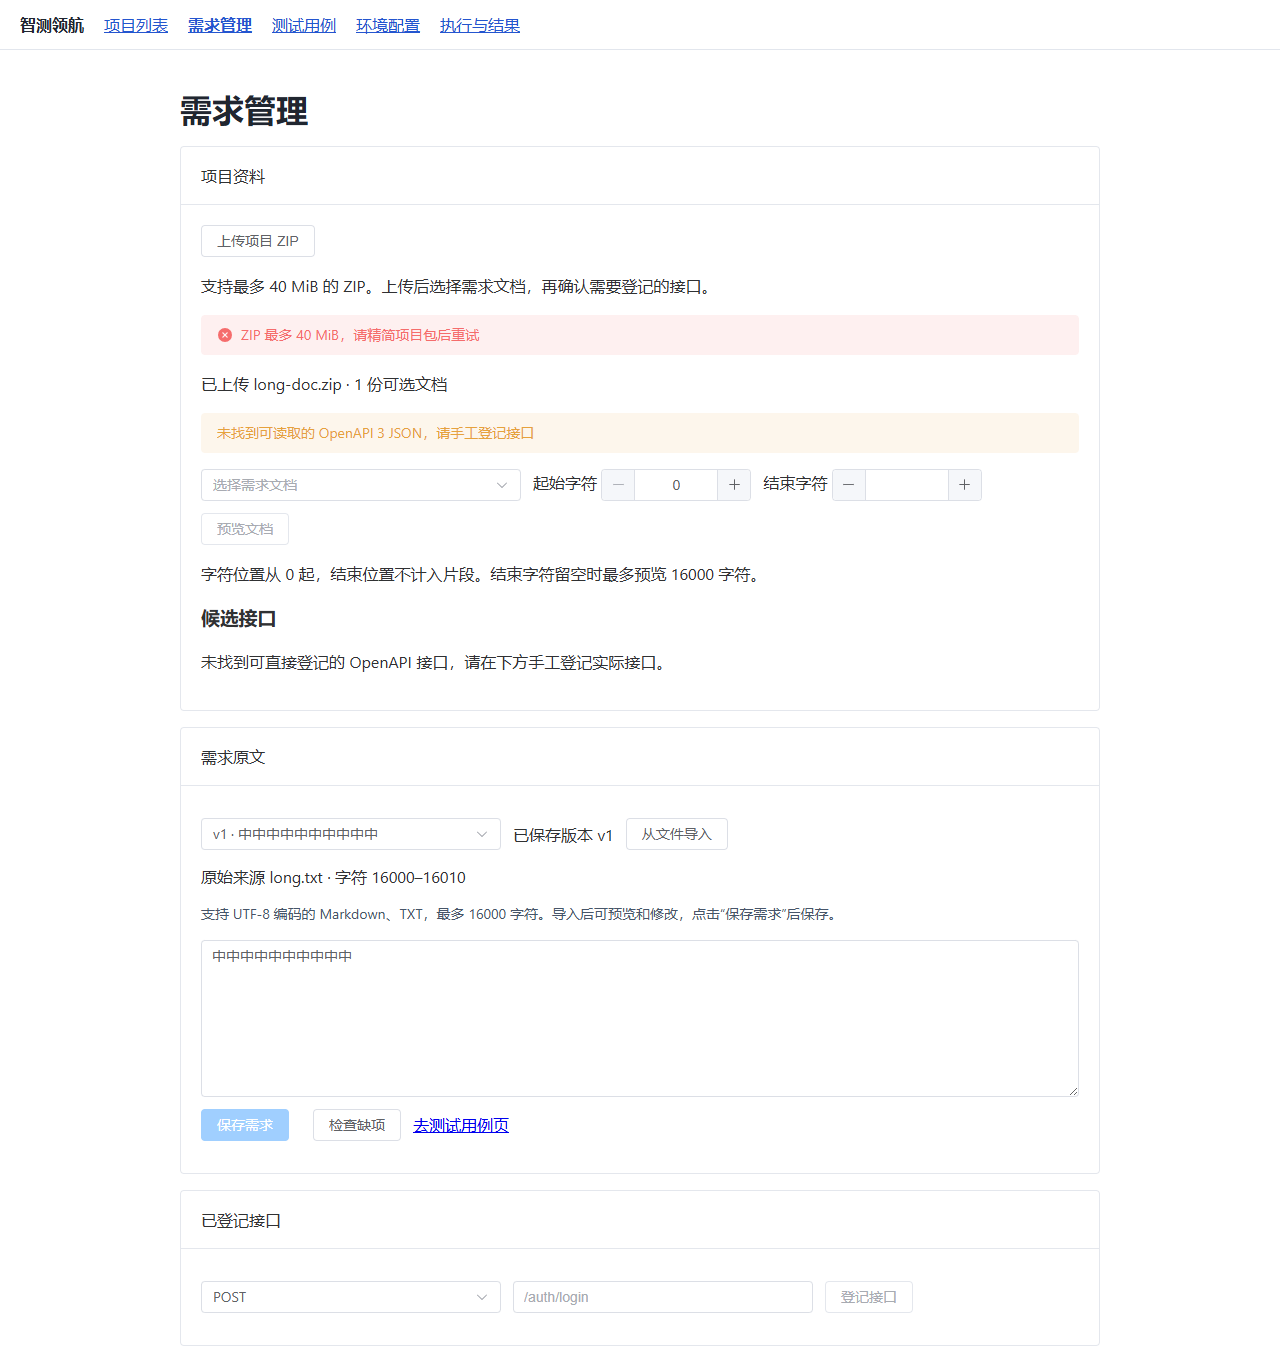 智测领航 项目列表 需求管理 测试用例 环境配置 执行与结果
需求管理
项目资料
上传项目 ZIP
支持最多 40 MiB 的 ZIP。上传后选择需求文档，再确认需要登记的接口。
ZIP 最多 40 MiB，请精简项目包后重试
已上传 long-doc.zip · 1 份可选文档
未找到可读取的 OpenAPI 3 JSON，请手工登记接口
选择需求文档 起始字符 0 结束字符
预览文档
字符位置从 0 起，结束位置不计入片段。结束字符留空时最多预览 16000 字符。
候选接口
未找到可直接登记的 OpenAPI 接口，请在下方手工登记实际接口。
需求原文
v1 · 中中中中中中中中中中 已保存版本 v1 从文件导入
原始来源 long.txt · 字符 16000–16010
支持 UTF-8 编码的 Markdown、TXT，最多 16000 字符。导入后可预览和修改，点击“保存需求”后保存。
中中中中中中中中中中
保存需求 检查缺项 去测试用例页
已登记接口
POST /auth/login 登记接口